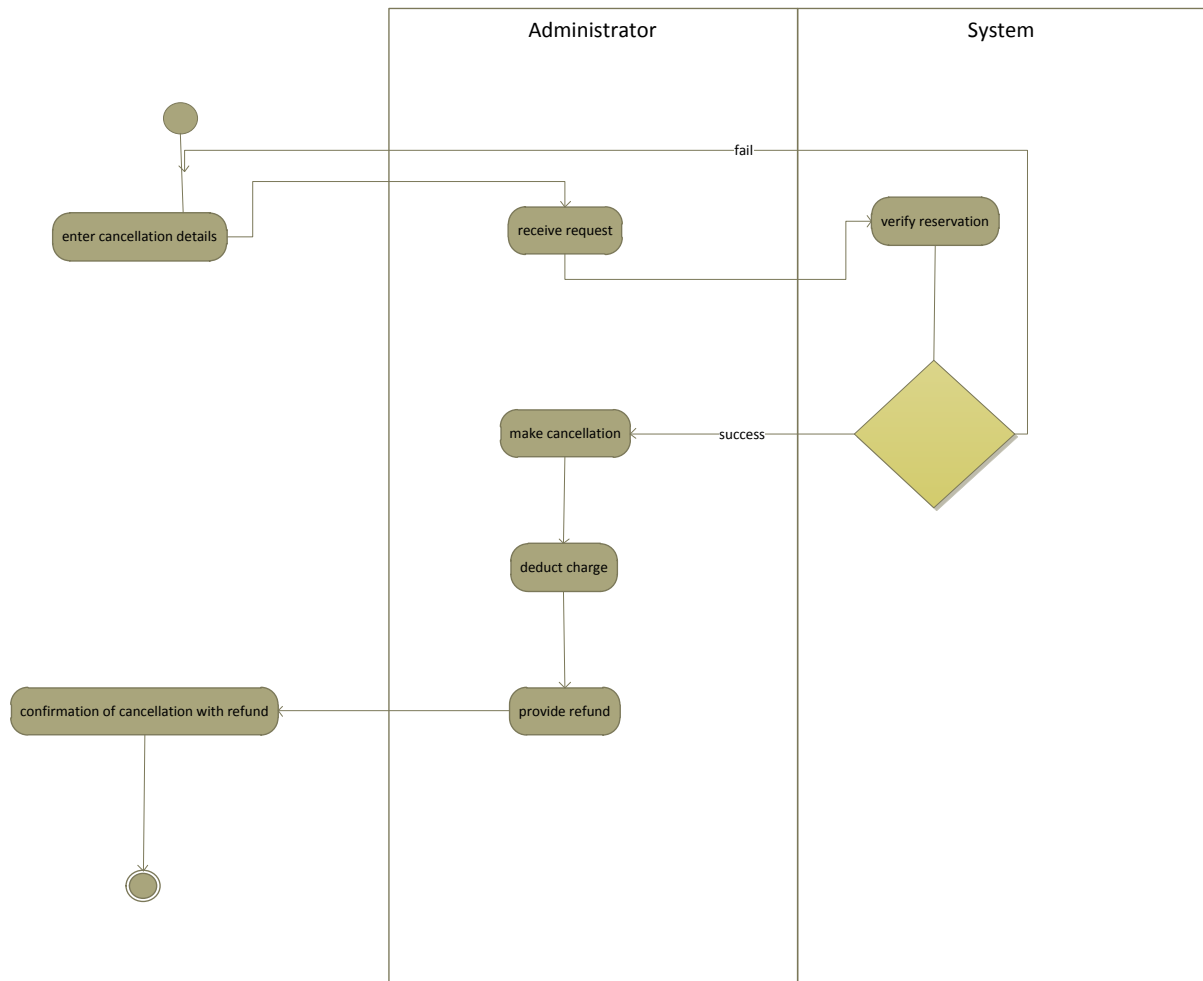 Administrator
System
fail
enter cancellation details
receive request
verify reservation
make cancellation
success
deduct charge
confirmation of cancellation with refund
provide refund